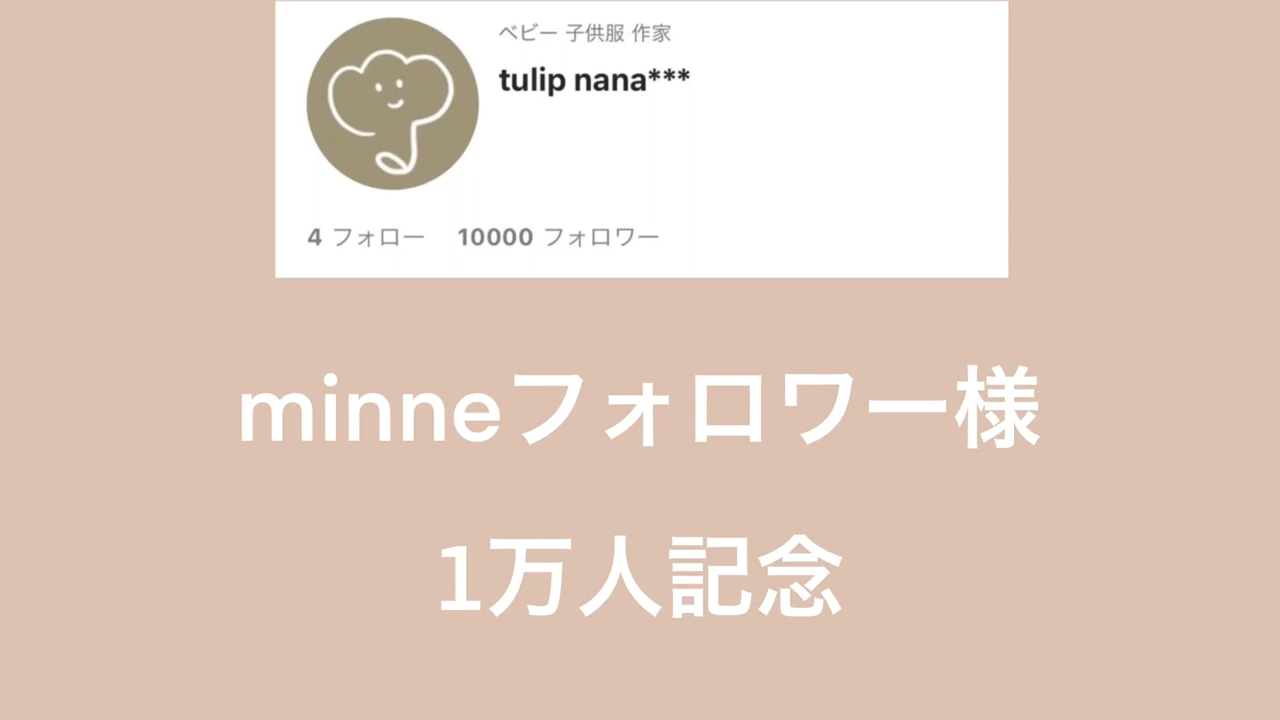 ベビー 子供服 作家
tulip nana***
4 フォロー 10000 フォロワー
minneフォロワー様
1万人記念